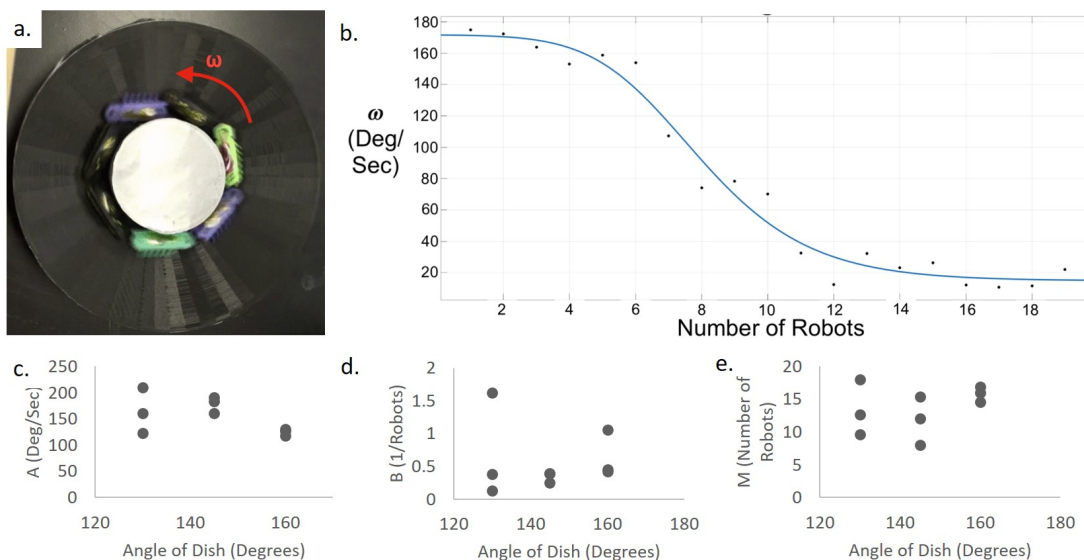 a.
ω
b.
180
160
140
120
100
80
60
40
20
ω
(Deg/
Sec)
2
4
6
8
10
12
14
16
18
Number of Robots
c.
A (Deg/Sec)
250
200
150
100
50
0
120
140
160
Angle of Dish (Degrees)
d.
B (1/Robots)
2
1.5
1
0.5
0
120
140
160
180
Angle of Dish (Degrees)
e.
M (Number of
Robots)
20
15
10
5
0
120
140
160
180
Angle of Dish (Degrees)